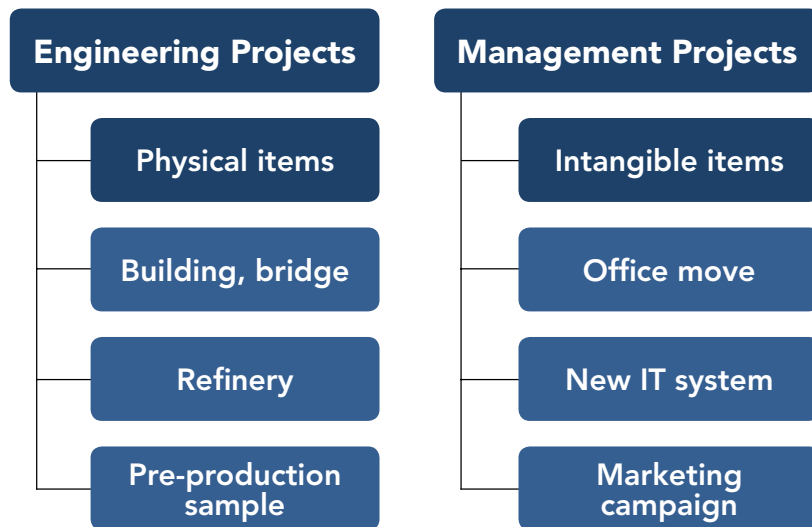 Engineering Projects
Physical items
Building, bridge
Refinery
Pre-production
sample
Management Projects
Intangible items
Office move
New IT system
Marketing
campaign